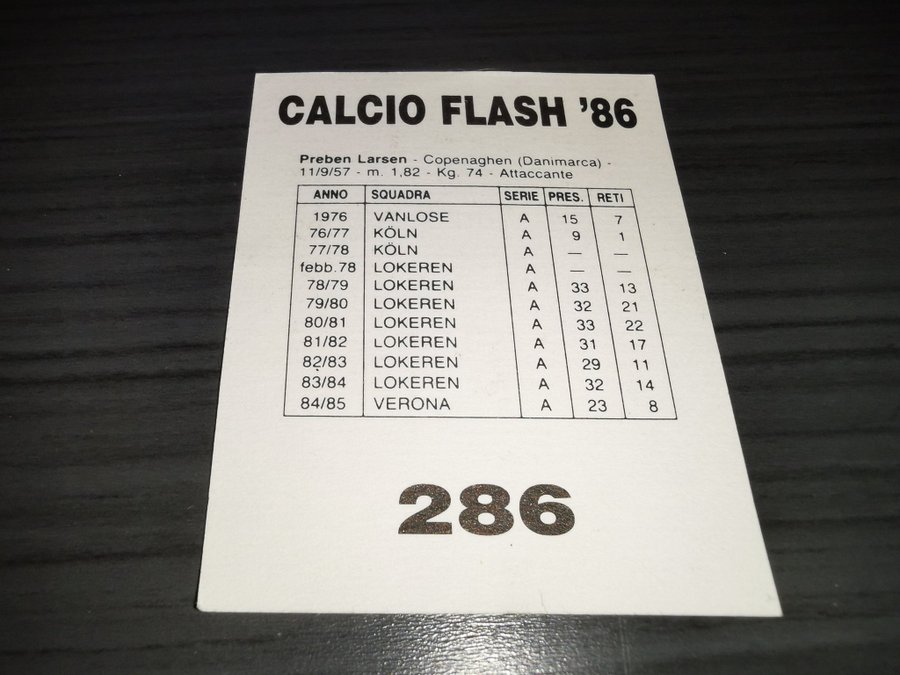 CALCIO FLASH '86
Preben Larsen - Copenaghen (Danimarca) -
11/9/57 - m. 1,82 - Kg. 74 - Attaccante
ANNO SQUADRA SERIE PRES. RETI
1976 VANLOSE A 15 7
76/77 KÖLN A 9 1
77/78 KÖLN A — —
febb.78 LOKEREN A — —
78/79 LOKEREN A 33 13
79/80 LOKEREN A 32 21
80/81 LOKEREN A 33 22
81/82 LOKEREN A 31 17
82/83 LOKEREN A 29 11
83/84 LOKEREN A 32 14
84/85 VERONA A 23 8
286